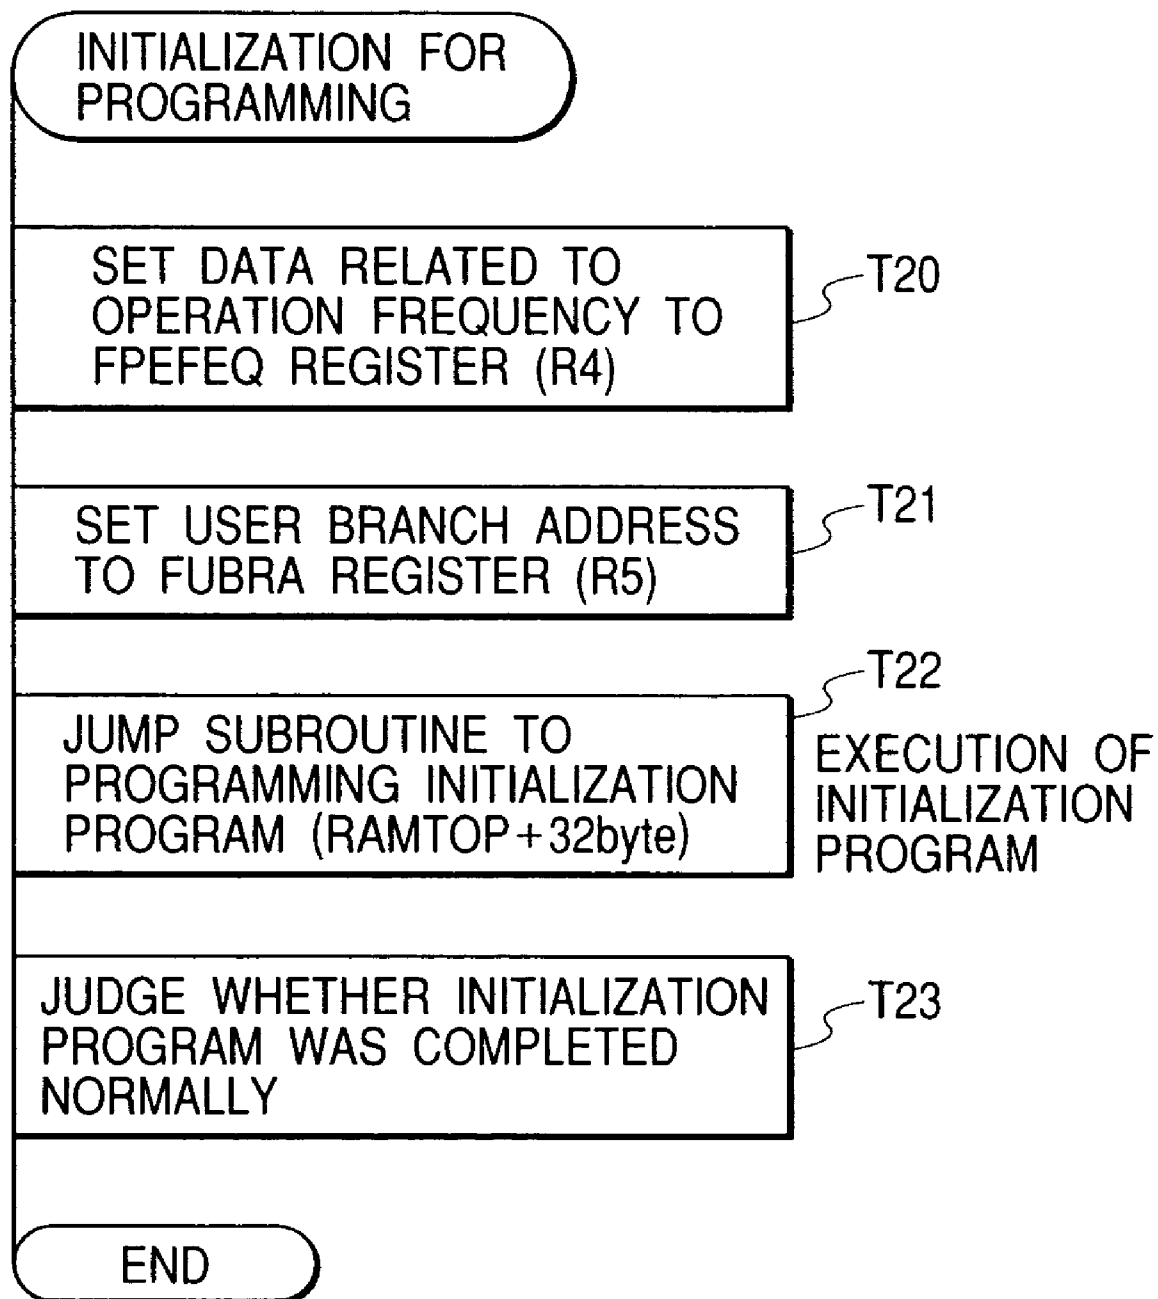 INITIALIZATION FOR
PROGRAMMING
SET DATA RELATED TO
OPERATION FREQUENCY TO
FPEFEQ REGISTER (R4)
T20
SET USER BRANCH ADDRESS
TO FUBRA REGISTER (R5)
T21
JUMP SUBROUTINE TO
PROGRAMMING INITIALIZATION
PROGRAM (RAMTOP+32byte)
T22
EXECUTION OF
INITIALIZATION
PROGRAM
JUDGE WHETHER INITIALIZATION
PROGRAM WAS COMPLETED
NORMALLY
T23
END